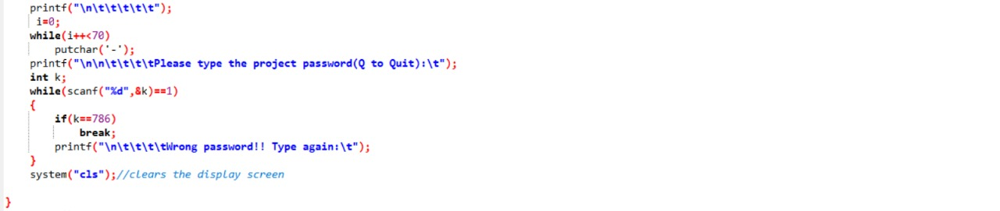 printf("\n\t\t\t\t\t");
i=0;
while(i++<70)
putchar('-');
printf("\n\n\t\t\t\tPlease type the project password(Q to Quit):\t");
int k;
while(scanf("%d",&k)==1)
{
if(k==786)
break;
printf("\n\t\t\t\tWrong password!! Type again:\t");
}
system("cls");//clears the display screen
}